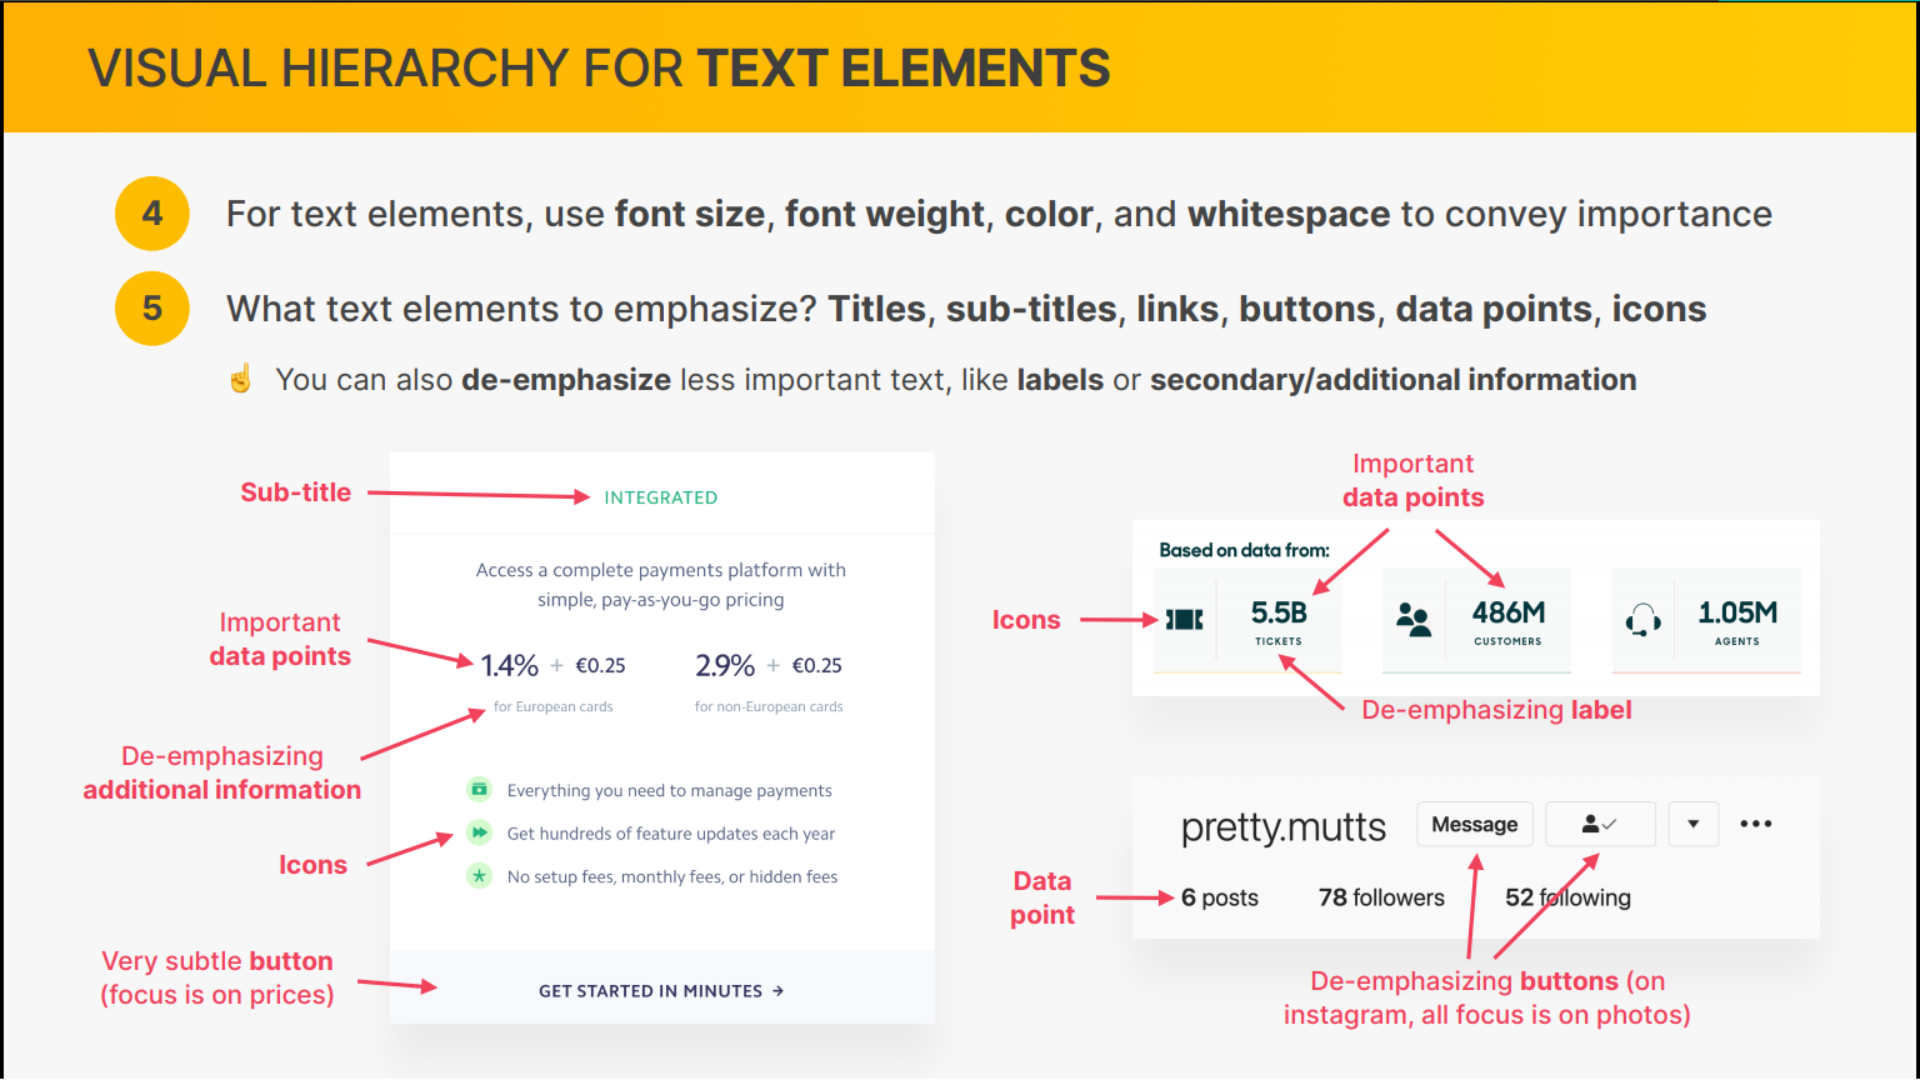 VISUAL HIERARCHY FOR TEXT ELEMENTS
4 For text elements, use font size, font weight, color, and whitespace to convey importance
5 What text elements to emphasize? Titles, sub-titles, links, buttons, data points, icons
☝ You can also de-emphasize less important text, like labels or secondary/additional information
Sub-title
INTEGRATED
Access a complete payments platform with
simple, pay-as-you-go pricing
Important
data points
1.4% + €0.25
2.9% + €0.25
for European cards
for non-European cards
De-emphasizing
additional information
Everything you need to manage payments
Get hundreds of feature updates each year
No setup fees, monthly fees, or hidden fees
Icons
Very subtle button
(focus is on prices)
GET STARTED IN MINUTES →
Important
data points
Based on data from:
Icons
5.5B
TICKETS
486M
CUSTOMERS
1.05M
AGENTS
De-emphasizing label
pretty.mutts
Message
Data
point
6 posts
78 followers
52 following
De-emphasizing buttons (on
instagram, all focus is on photos)